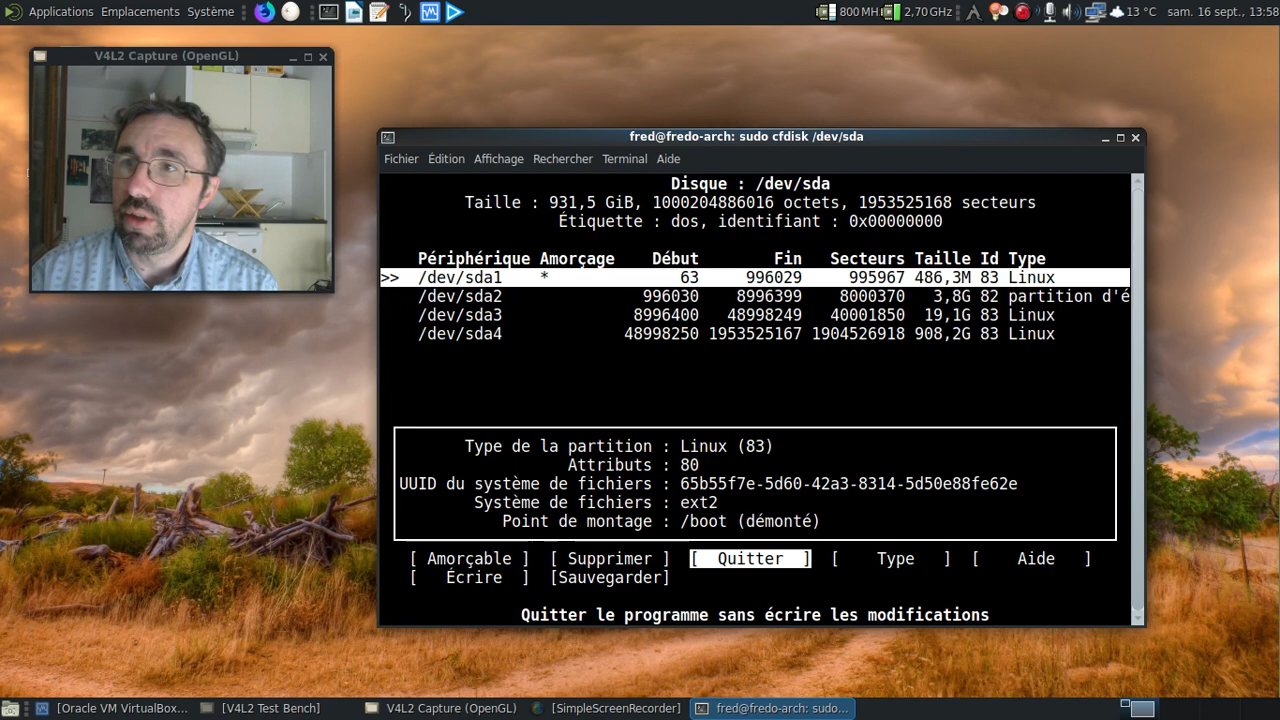 Applications Emplacements Système
800 MH
2,70 GHz
13 °C
sam. 16 sept., 13:58
V4L2 Capture (OpenGL)
fred@fredo-arch: sudo cfdisk /dev/sda
Fichier Édition Affichage Rechercher Terminal Aide
Disque : /dev/sda
Taille : 931,5 GiB, 1000204886016 octets, 1953525168 secteurs
Étiquette : dos, identifiant : 0x00000000
Périphérique Amorçage Début Fin Secteurs Taille Id Type
>> /dev/sda1 * 63 996029 995967 486,3M 83 Linux
/dev/sda2 996030 8996399 8000370 3,8G 82 partition d'é
/dev/sda3 8996400 48998249 40001850 19,1G 83 Linux
/dev/sda4 48998250 1953525167 1904526918 908,2G 83 Linux
Type de la partition : Linux (83)
Attributs : 80
UUID du système de fichiers : 65b55f7e-5d60-42a3-8314-5d50e88fe62e
Système de fichiers : ext2
Point de montage : /boot (démonté)
[ Amorçable ] [ Supprimer ] [ Quitter ] [ Type ] [ Aide ]
[ Écrire ] [Sauvegarder]
Quitter le programme sans écrire les modifications
[Oracle VM VirtualBox... [V4L2 Test Bench] V4L2 Capture (OpenGL) [SimpleScreenRecorder] fred@fredo-arch: sudo...